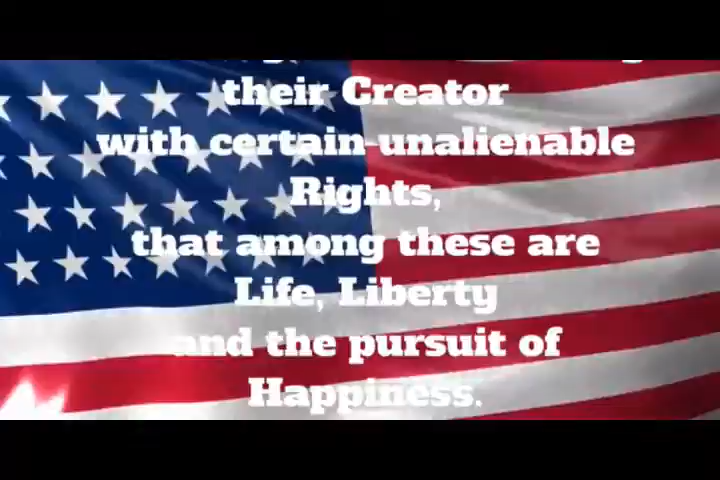 their Creator
with certain unalienable
Rights,
that among these are
Life, Liberty
and the pursuit of
Happiness.